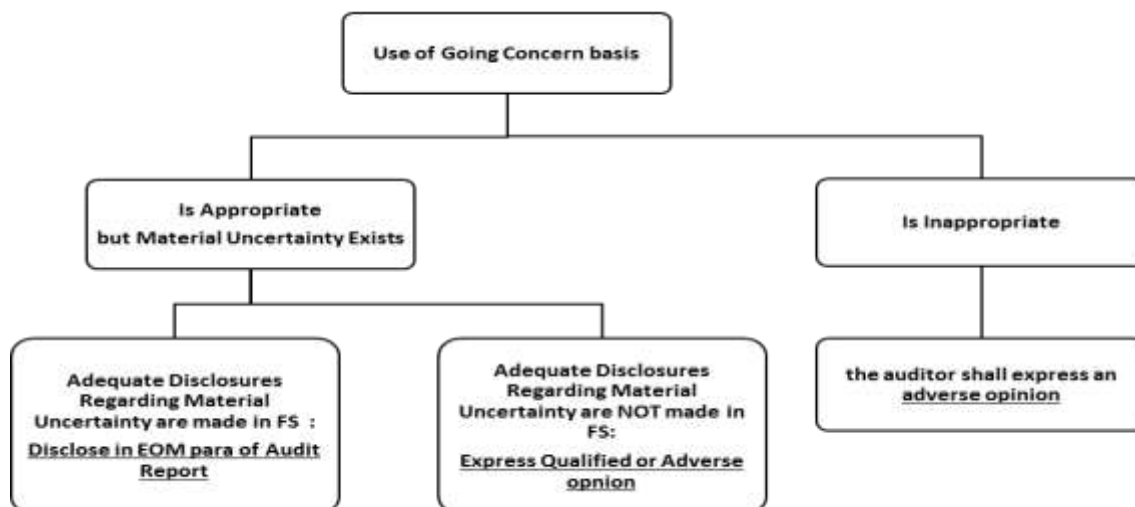 Use of Going Concern basis
Is Appropriate
but Material Uncertainty Exists
Is Inappropriate
Adequate Disclosures
Regarding Material
Uncertainty are made in FS :
Disclose in EOM para of Audit
Report
Adequate Disclosures
Regarding Material
Uncertainty are NOT made in
FS:
Express Qualified or Adverse
opnion
the auditor shall express an
adverse opinion